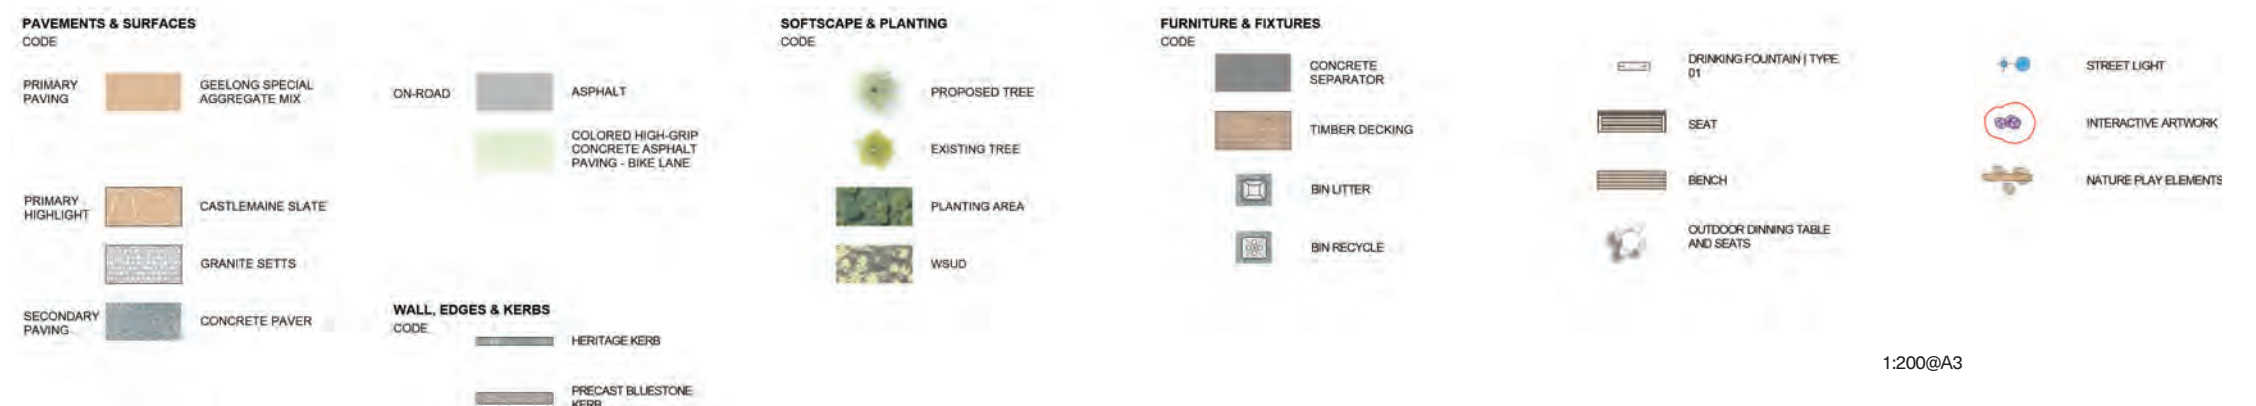 PAVEMENTS & SURFACES
CODE
PRIMARY
PAVING
GEELONG SPECIAL
AGGREGATE MIX
PRIMARY
HIGHLIGHT
CASTLEMAINE SLATE
GRANITE SETTS
SECONDARY
PAVING
CONCRETE PAVER
ON-ROAD
ASPHALT
COLORED HIGH-GRIP
CONCRETE ASPHALT
PAVING - BIKE LANE
WALL, EDGES & KERBS
CODE
HERITAGE KERB
PRECAST BLUESTONE
KERB
SOFTSCAPE & PLANTING
CODE
PROPOSED TREE
EXISTING TREE
PLANTING AREA
WSUD
FURNITURE & FIXTURES
CODE
CONCRETE
SEPARATOR
TIMBER DECKING
BIN LITTER
BIN RECYCLE
DRINKING FOUNTAIN | TYPE
01
SEAT
BENCH
OUTDOOR DINNING TABLE
AND SEATS
STREET LIGHT
INTERACTIVE ARTWORK
NATURE PLAY ELEMENTS
1:200@A3